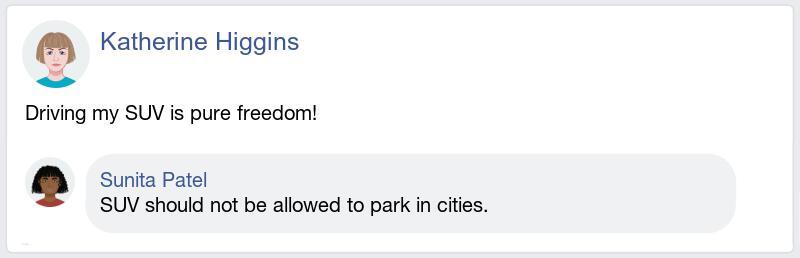 Katherine Higgins
Driving my SUV is pure freedom!
Sunita Patel
SUV should not be allowed to park in cities.